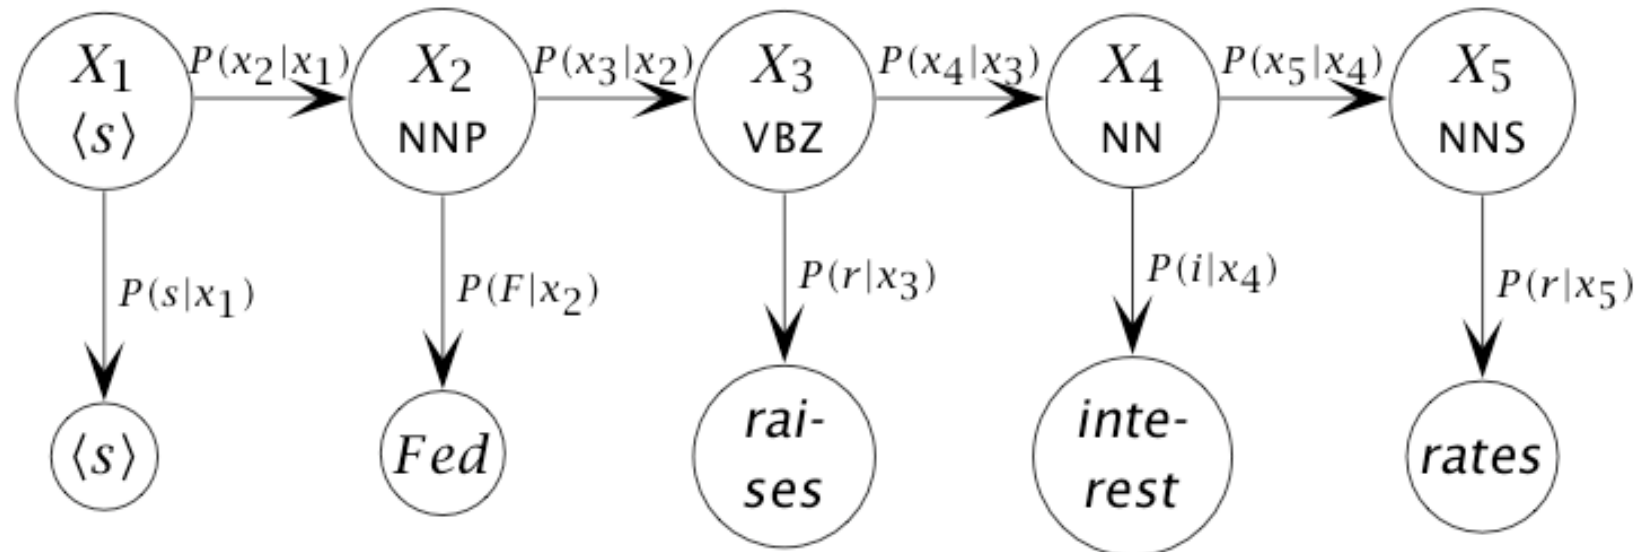 X1 P(x2|x1) X2 P(x3|x2) X3 P(x4|x3) X4 P(x5|x4) X5
⟨s⟩ NNP VBZ NN NNS
P(s|x1) P(F|x2) P(r|x3) P(i|x4) P(r|x5)
⟨s⟩ Fed rai- inte- rates
ses rest